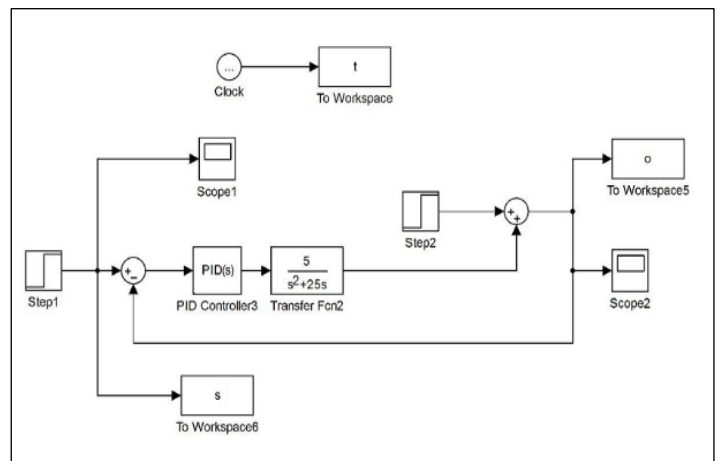 ...
t
Clock
To Workspace
Scope1
o
To Workspace5
Step2
+
+
Step1
+
−
PID(s)
5
s²+25s
PID Controller3
Transfer Fcn2
Scope2
s
To Workspace6